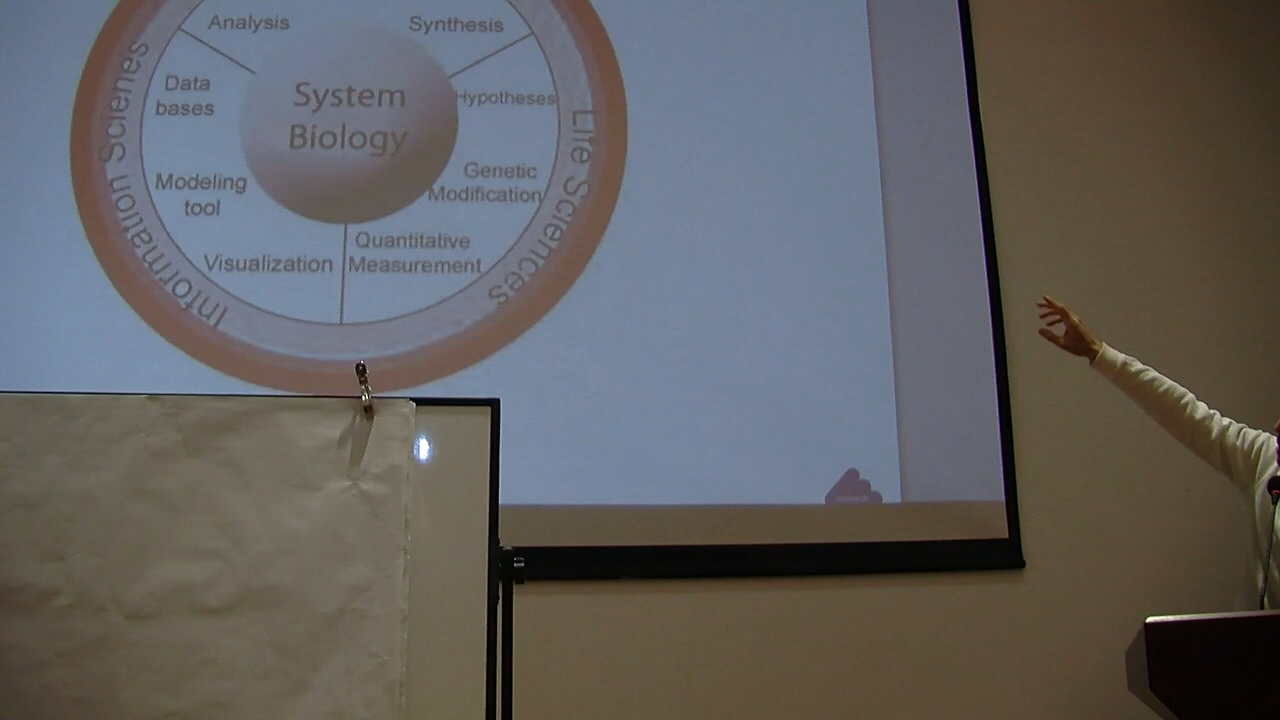 Analysis
Synthesis
Data
bases
System
Biology
Hypotheses
Modeling
tool
Genetic
Modification
Visualization
Quantitative
Measurement
Information Scienes
Life Sciences